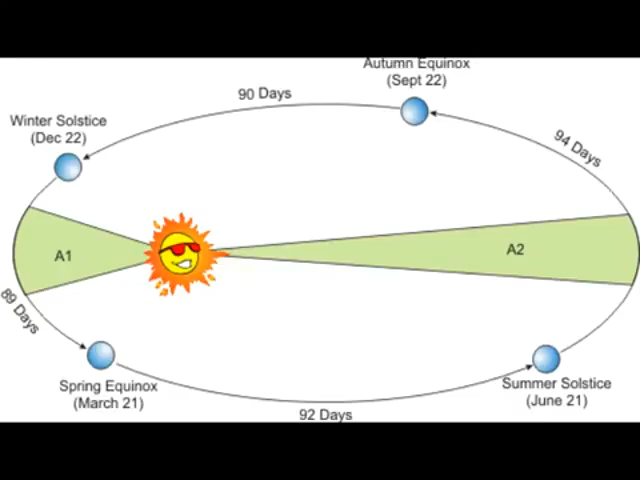 Autumn Equinox
(Sept 22)
90 Days
Winter Solstice
(Dec 22)
94 Days
A1
A2
89 Days
Spring Equinox
(March 21)
Summer Solstice
(June 21)
92 Days